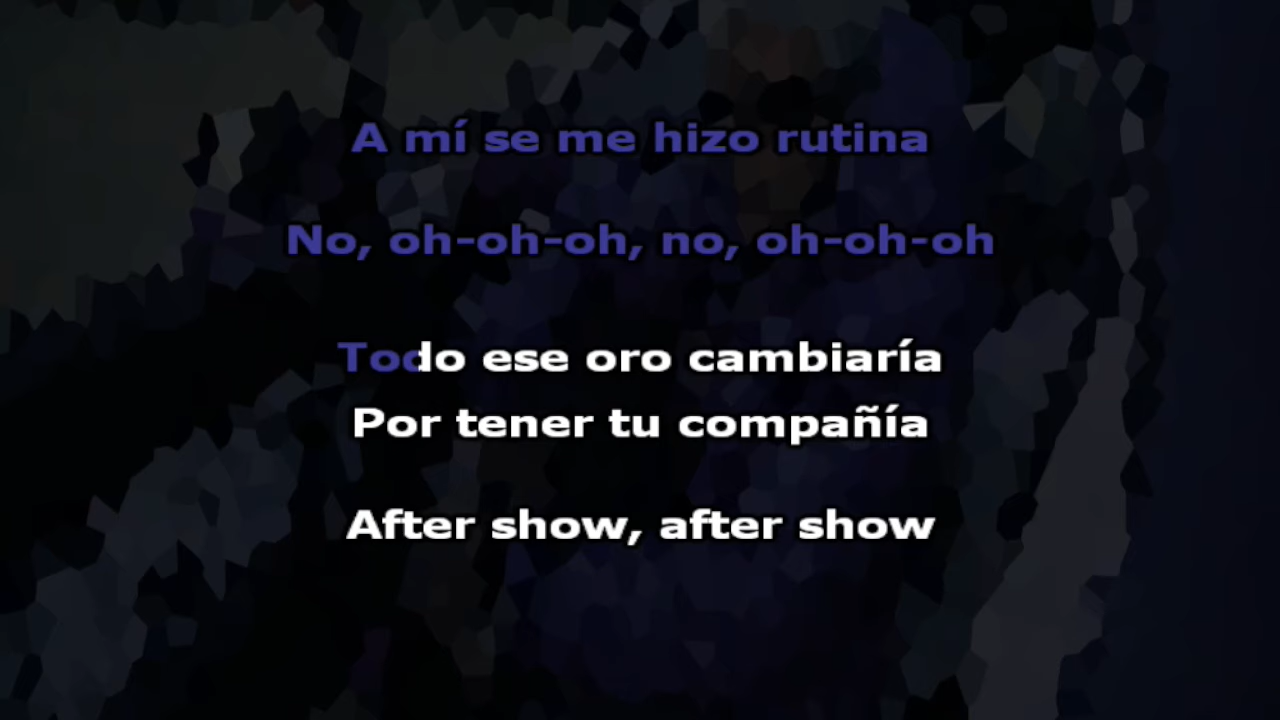 A mí se me hizo rutina
No, oh-oh-oh, no, oh-oh-oh
Todo ese oro cambiaría
Por tener tu compañía
After show, after show